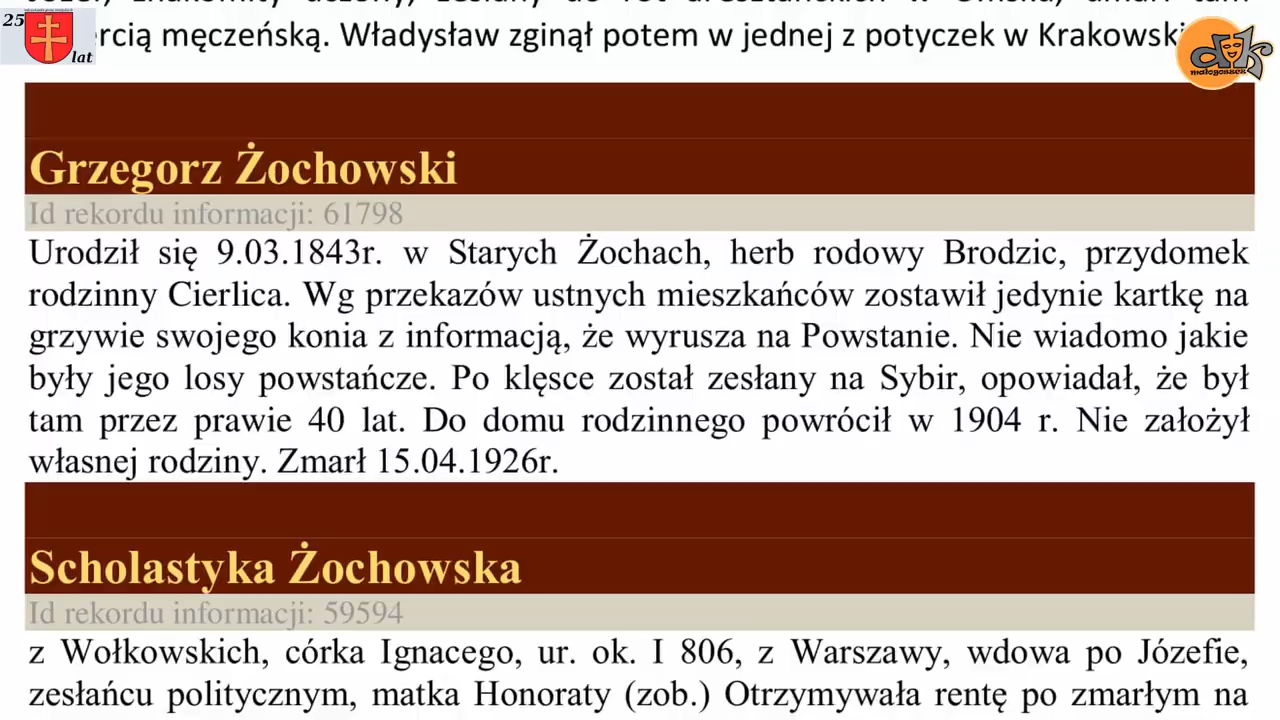 25
lat
ercią męczeńską. Władysław zginął potem w jednej z potyczek w Krakowski
dk
małogoszcz
Grzegorz Żochowski
Id rekordu informacji: 61798
Urodził się 9.03.1843r. w Starych Żochach, herb rodowy Brodzic, przydomek
rodzinny Cierlica. Wg przekazów ustnych mieszkańców zostawił jedynie kartkę na
grzywie swojego konia z informacją, że wyrusza na Powstanie. Nie wiadomo jakie
były jego losy powstańcze. Po klęsce został zesłany na Sybir, opowiadał, że był
tam przez prawie 40 lat. Do domu rodzinnego powrócił w 1904 r. Nie założył
własnej rodziny. Zmarł 15.04.1926r.
Scholastyka Żochowska
Id rekordu informacji: 59594
z Wołkowskich, córka Ignacego, ur. ok. I 806, z Warszawy, wdowa po Józefie,
zesłańcu politycznym, matka Honoraty (zob.) Otrzymywała rentę po zmarłym na